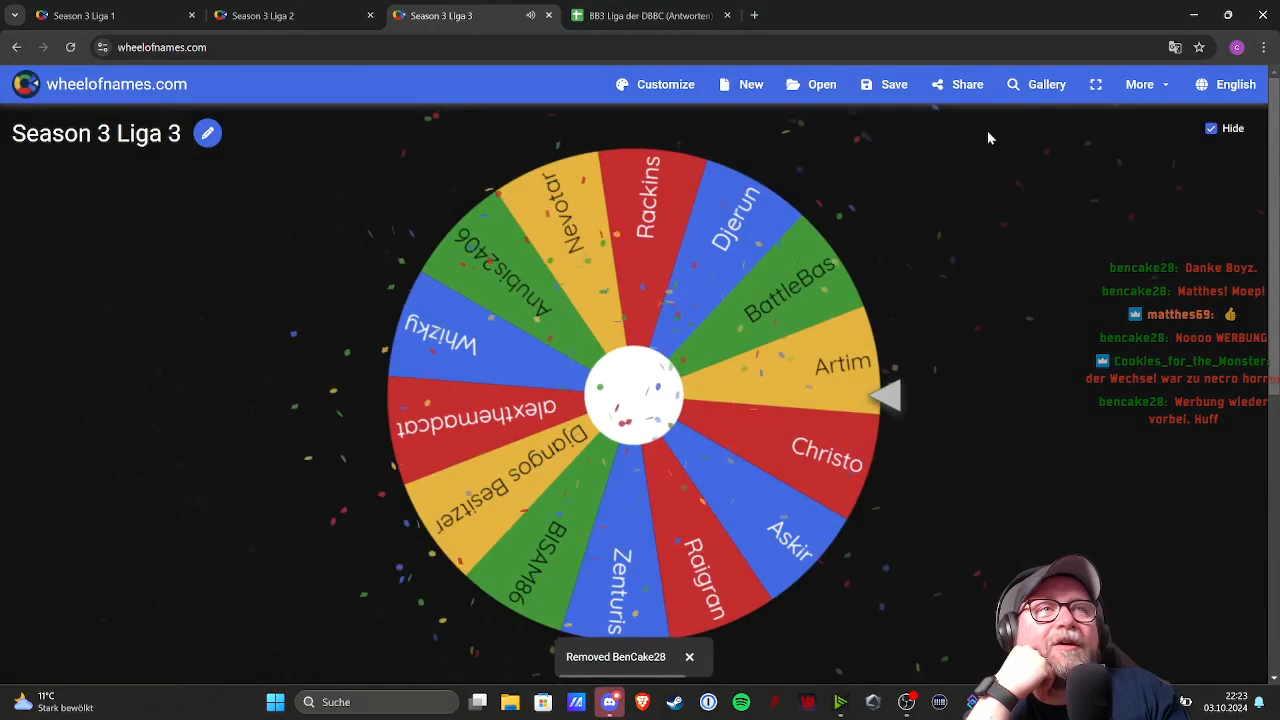 Season 3 Liga 1
Season 3 Liga 2
Season 3 Liga 3
BB3 Liga der DBBC (Antworten)
wheelofnames.com
C
wheelofnames.com
Customize
New
Open
Save
Share
Gallery
More
English
Season 3 Liga 3
Hide
Rackins
Djerun
BattleBas
Artim
Christo
Askir
Raigran
Zenturis
BISAM86
Djangos Besitzer
alexthemadcat
Whizky
Anubis2406
Nevotar
bencake28: Danke Boyz.
bencake28: Matthes! Moep!
matthes69: 👍
bencake28: Noooo WERBUNG
Cookies_for_the_Monster:
der Wechsel war zu necro horror
bencake28: Werbung wieder
vorbei. Huff
Removed BenCake28
11°C
Stark bewölkt
Suche
22:23
03.10.2024